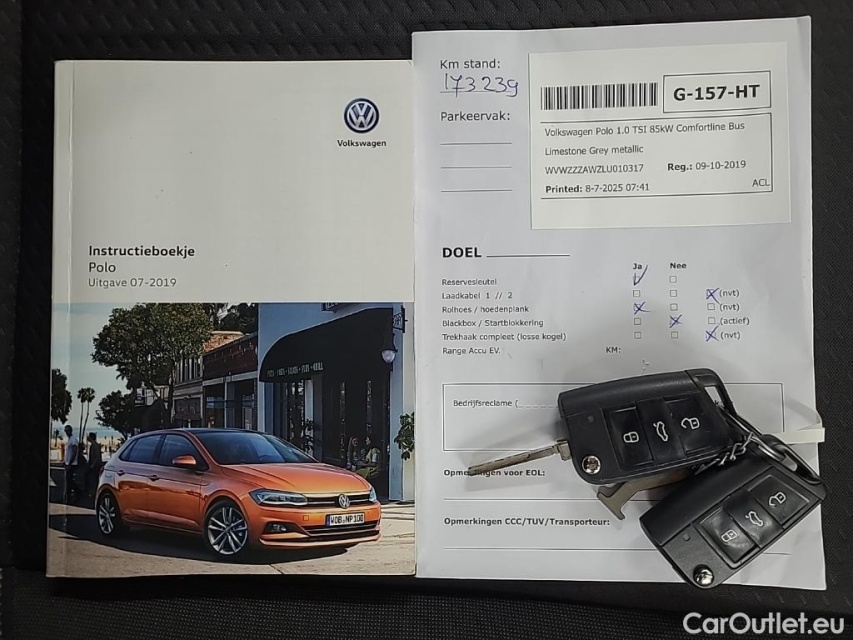 Volkswagen
Instructieboekje
Polo
Uitgave 07-2019
WOB NP 100
Km stand:
173239
Parkeervak:
G-157-HT
Volkswagen Polo 1.0 TSI 85kW Comfortline Bus
Limestone Grey metallic
WVWZZZAWZLU010317 Reg.: 09-10-2019
Printed: 8-7-2025 07:41 ACL
DOEL
Ja Nee
Reservesleutel
Laadkabel 1 // 2 (nvt)
Rolhoes / hoedenplank (nvt)
Blackbox / Startblokkering (actief)
Trekhaak compleet (losse kogel) (nvt)
Range Accu EV. KM:
Bedrijfsreclame (
voor EOL:
Opmerkingen CCC/TUV/Transporteur:
CarOutlet.eu